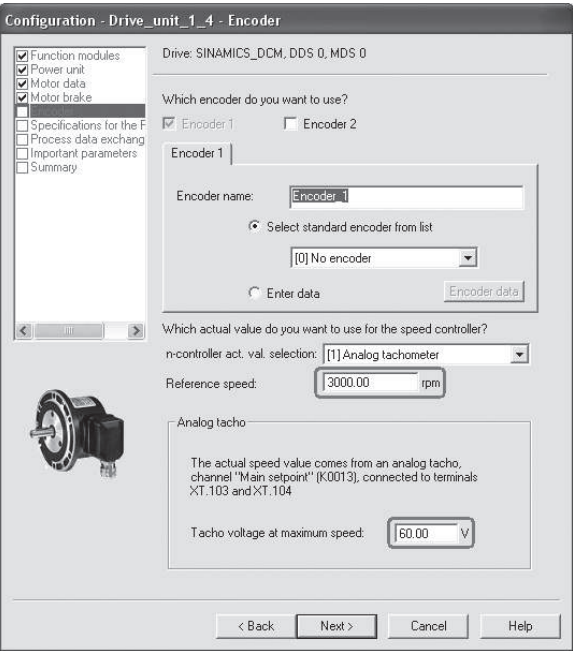 Configuration - Drive_unit_1_4 - Encoder
Function modules
Power unit
Motor data
Motor brake
Encoder
Specifications for the F
Process data exchang
Important parameters
Summary
Drive: SINAMICS_DCM, DDS 0, MDS 0
Which encoder do you want to use?
Encoder 1
Encoder 2
Encoder 1
Encoder name: Encoder_1
Select standard encoder from list
[0] No encoder
Enter data
Encoder data
Which actual value do you want to use for the speed controller?
n-controller act. val. selection: [1] Analog tachometer
Reference speed: 3000.00 rpm
Analog tacho
The actual speed value comes from an analog tacho,
channel "Main setpoint" (K0013), connected to terminals
XT.103 and XT.104
Tacho voltage at maximum speed: 60.00 V
< Back
Next >
Cancel
Help